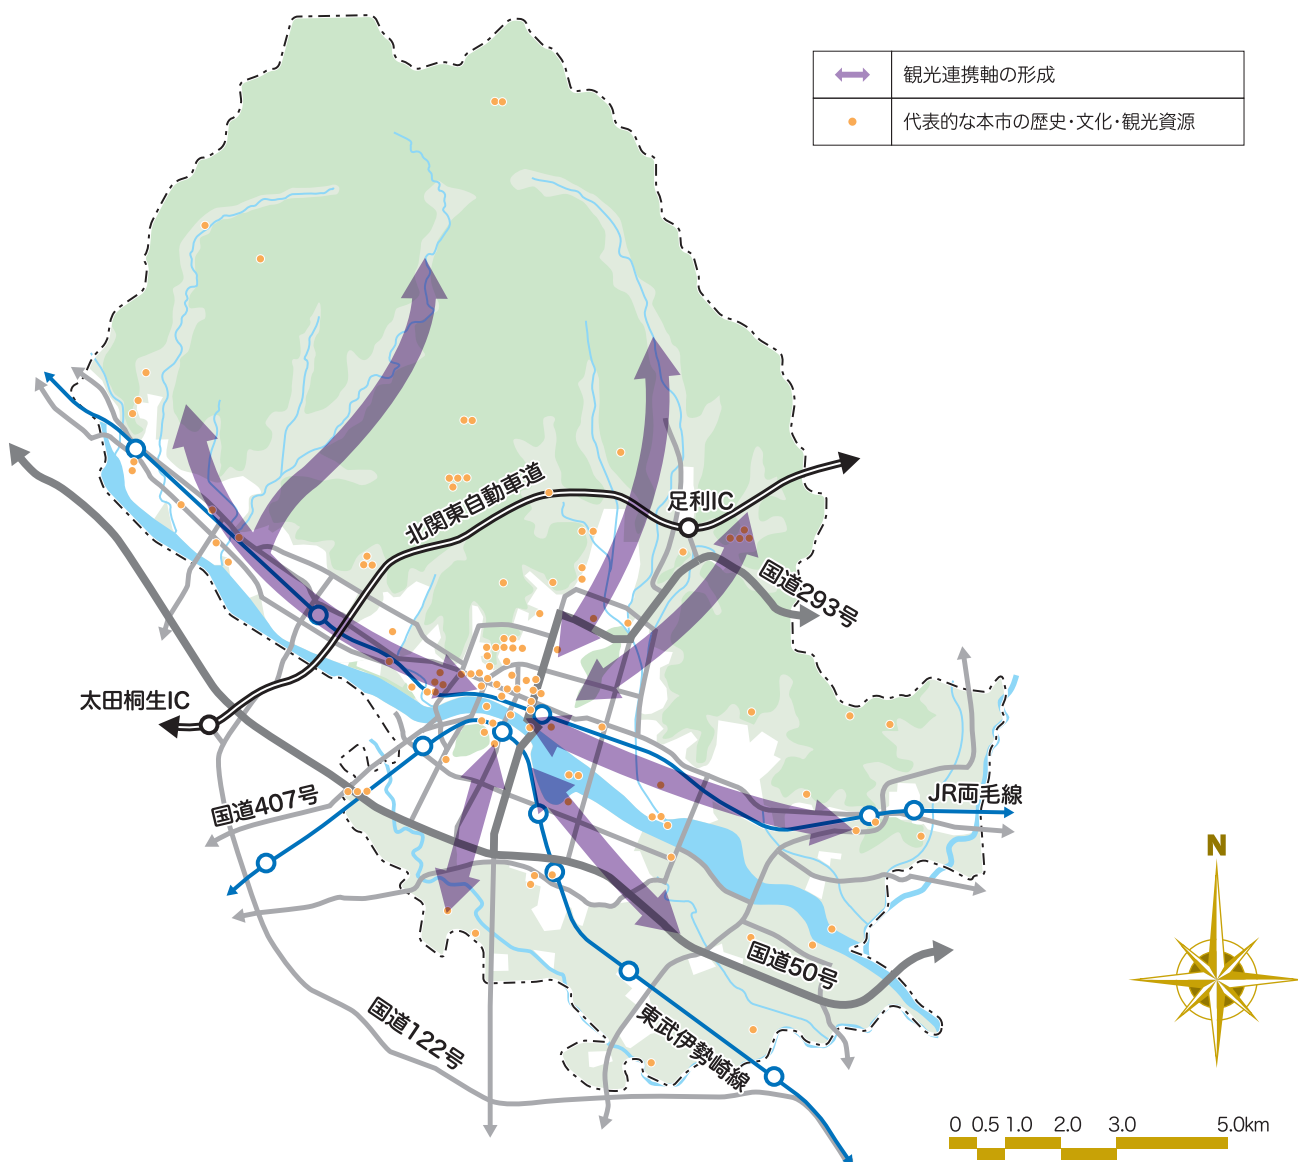 観光連携軸の形成
代表的な本市の歴史・文化・観光資源
北関東自動車道
足利IC
国道293号
太田桐生IC
国道407号
JR両毛線
国道50号
国道122号
東武伊勢崎線
N
0 0.5 1.0 2.0 3.0 5.0km